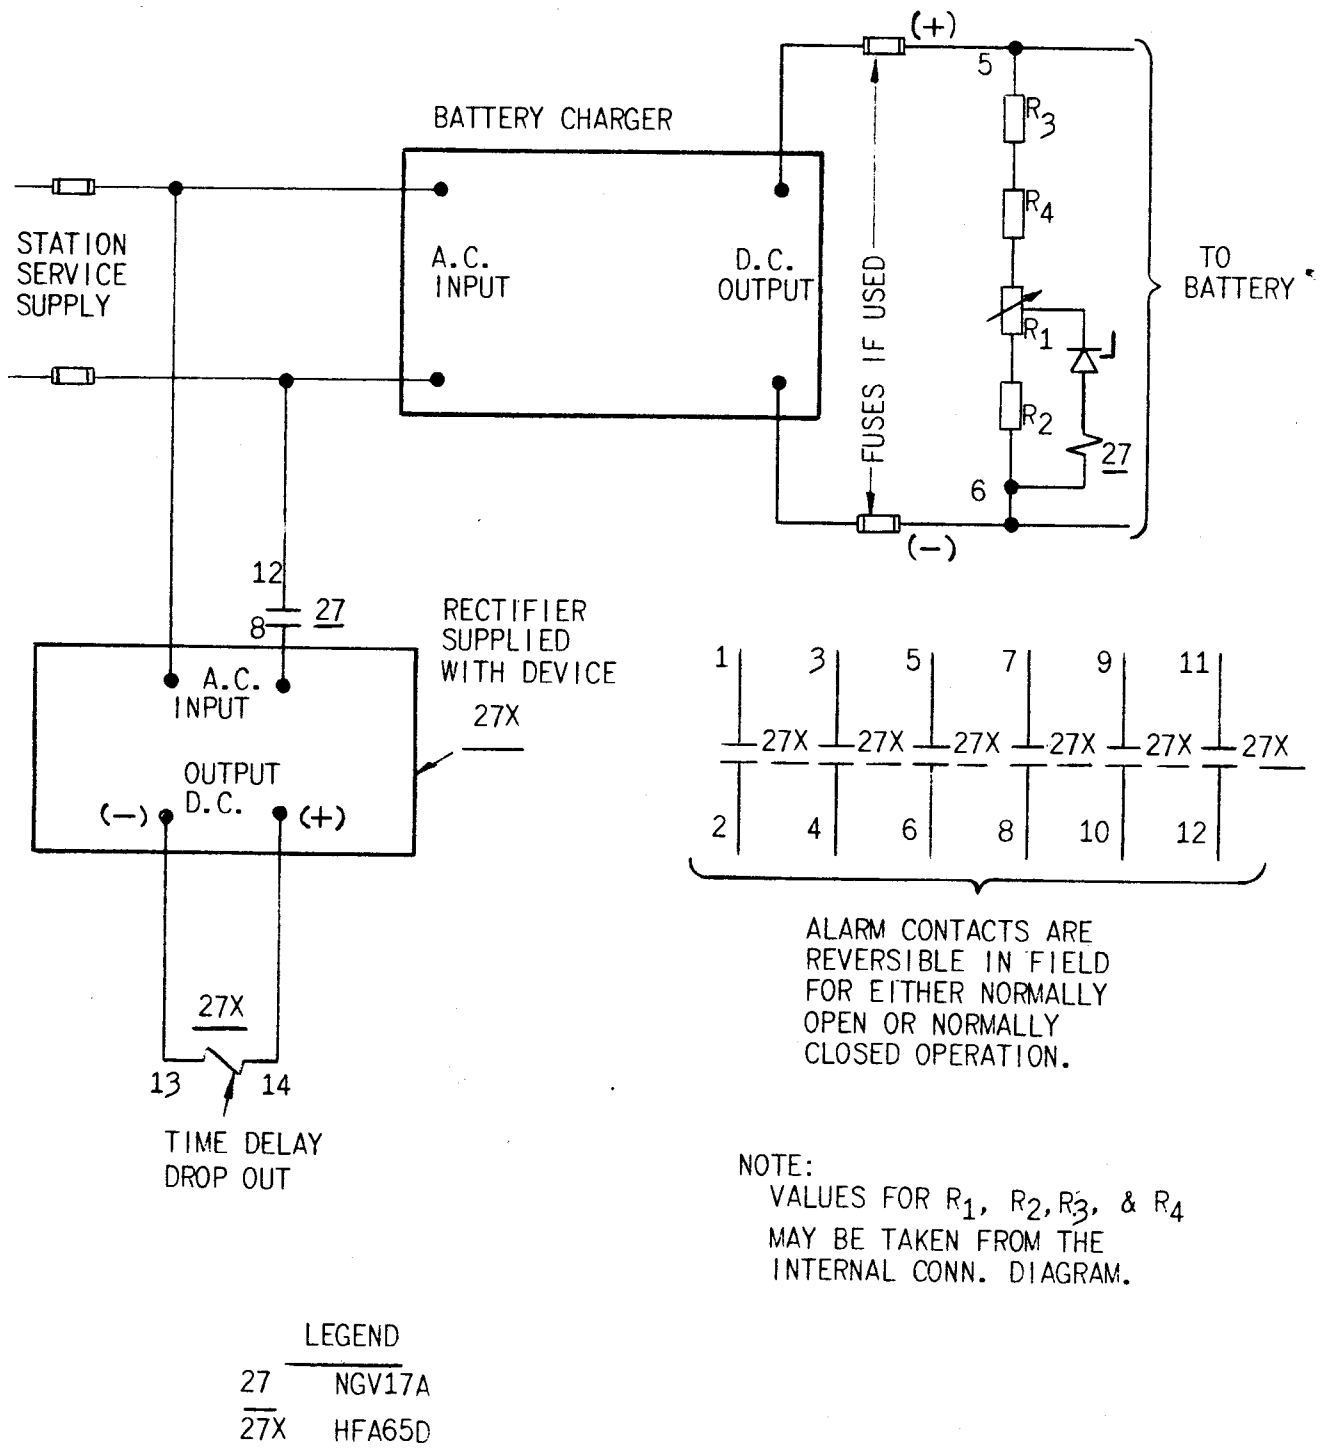 (+)
5
BATTERY CHARGER
R3
R4
STATION
SERVICE
SUPPLY
A.C.
INPUT
D.C.
OUTPUT
FUSES IF USED
TO
BATTERY
R1
R2
27
6
(-)
12
27
8
RECTIFIER
SUPPLIED
WITH DEVICE
27X
A.C.
INPUT
OUTPUT
D.C.
(-)
(+)
1 3 5 7 9 11
27X 27X 27X 27X 27X 27X
2 4 6 8 10 12
ALARM CONTACTS ARE
REVERSIBLE IN FIELD
FOR EITHER NORMALLY
OPEN OR NORMALLY
CLOSED OPERATION.
27X
13 14
TIME DELAY
DROP OUT
NOTE:
VALUES FOR R1, R2, R3, & R4
MAY BE TAKEN FROM THE
INTERNAL CONN. DIAGRAM.
LEGEND
27 NGV17A
27X HFA65D